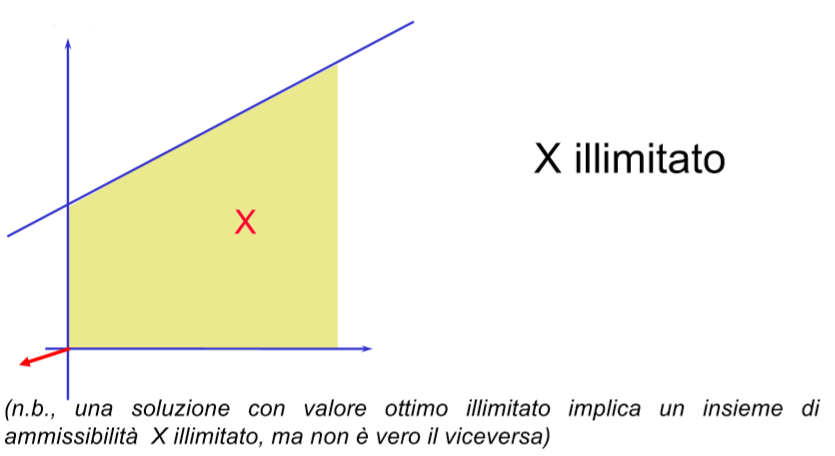 X illimitato
X
(n.b., una soluzione con valore ottimo illimitato implica un insieme di
ammissibilità X illimitato, ma non è vero il viceversa)